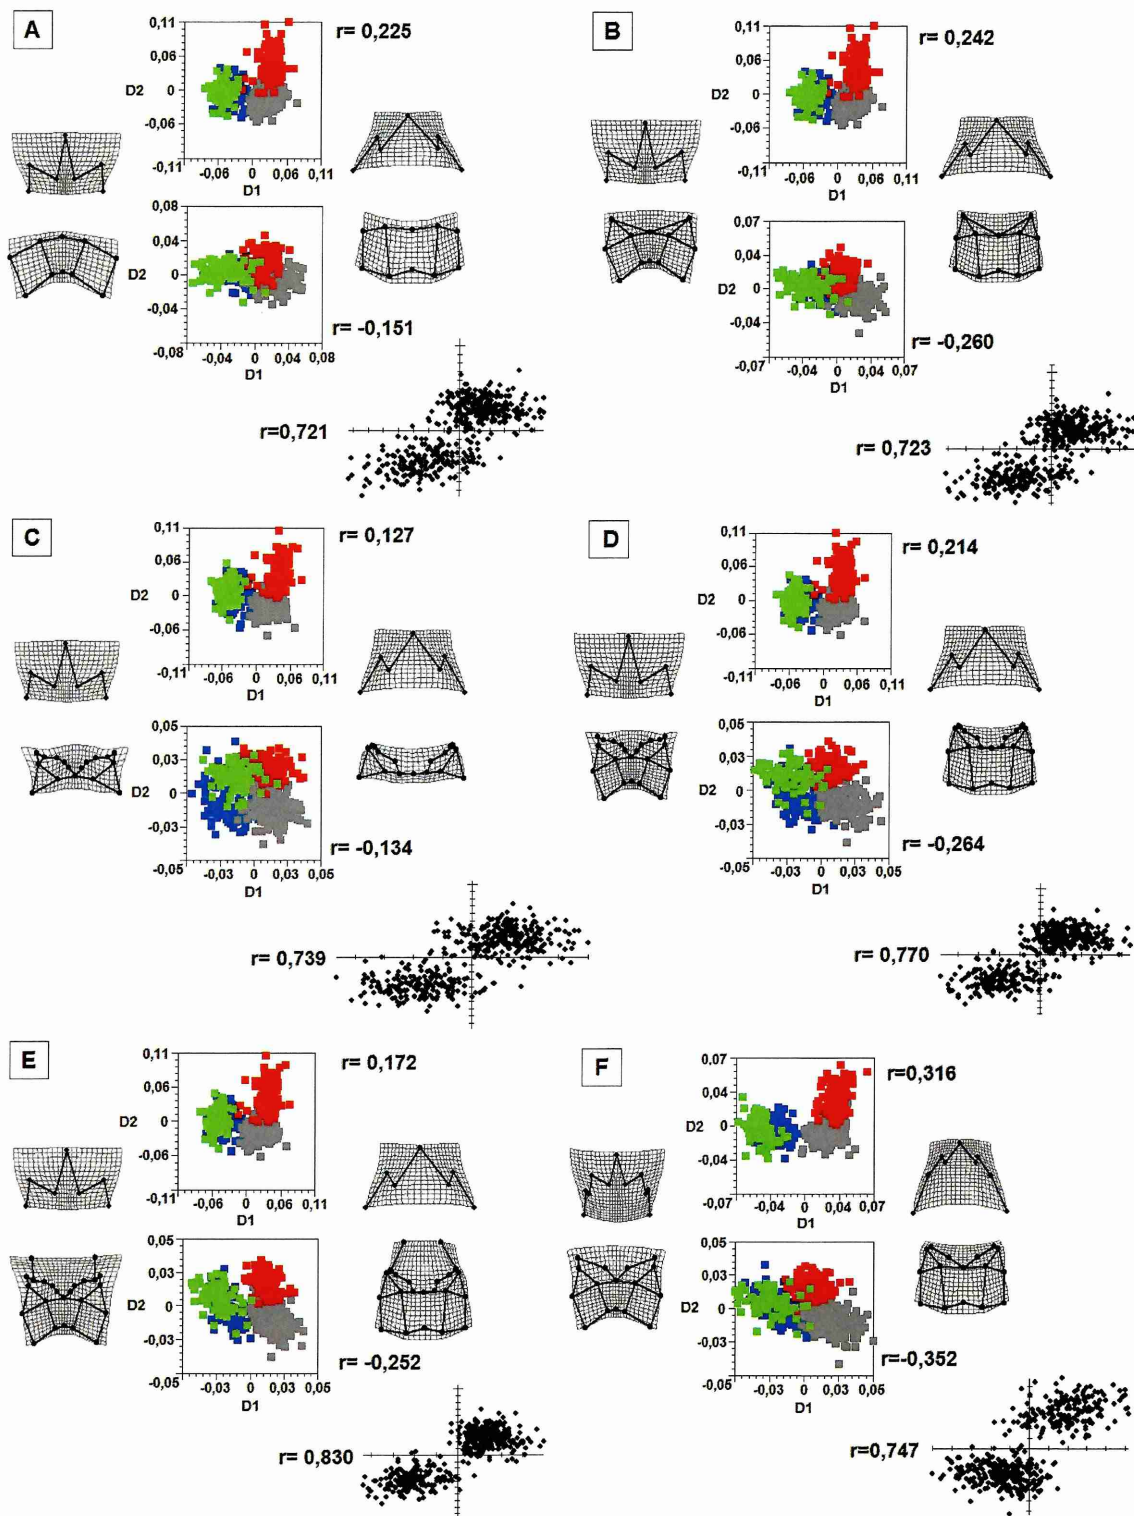 A
0,11
r= 0,225
0,06
D2
0
-0,06
-0,11
-0,06 0 0,06 0,11
D1
0,08
0,04
D2
0
-0,04
-0,08
-0,04 0 0,04 0,08
D1
r= -0,151
r=0,721
B
0,11
r= 0,242
0,06
D2
0
-0,06
-0,11
-0,06 0 0,06 0,11
D1
0,07
0,04
D2
0
-0,04
-0,07
-0,04 0 0,04 0,07
D1
r= -0,260
r= 0,723
C
0,11
r= 0,127
0,06
D2
0
-0,06
-0,11
-0,06 0 0,06 0,11
D1
0,05
0,03
D2
0
-0,03
-0,05
-0,03 0 0,03 0,05
D1
r= -0,134
r= 0,739
D
0,11
r= 0,214
0,06
D2
0
-0,06
-0,11
-0,06 0 0,06 0,11
D1
0,05
0,03
D2
0
-0,03
-0,05
-0,03 0 0,03 0,05
D1
r= -0,264
r= 0,770
E
0,11
r= 0,172
0,06
D2
0
-0,06
-0,11
-0,06 0 0,06 0,11
D1
0,05
0,03
D2
0
-0,03
-0,05
-0,03 0 0,03 0,05
D1
r= -0,252
r= 0,830
F
0,07
r=0,316
0,04
D2
0
-0,04
-0,07
-0,04 0 0,04 0,07
D1
0,05
0,03
D2
0
-0,03
-0,05
-0,03 0 0,03 0,05
D1
r=-0,352
r=0,747